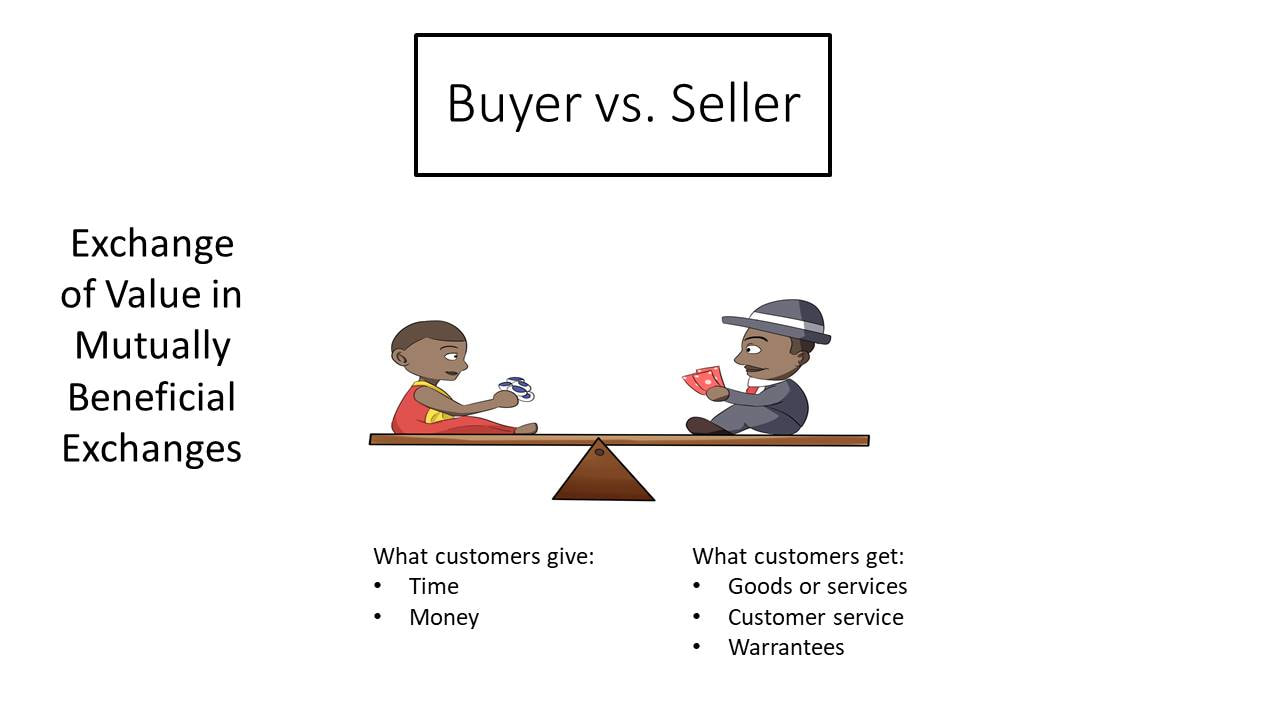 Buyer vs. Seller
Exchange
of Value in
Mutually
Beneficial
Exchanges
What customers give:
• Time
• Money
What customers get:
• Goods or services
• Customer service
• Warrantees